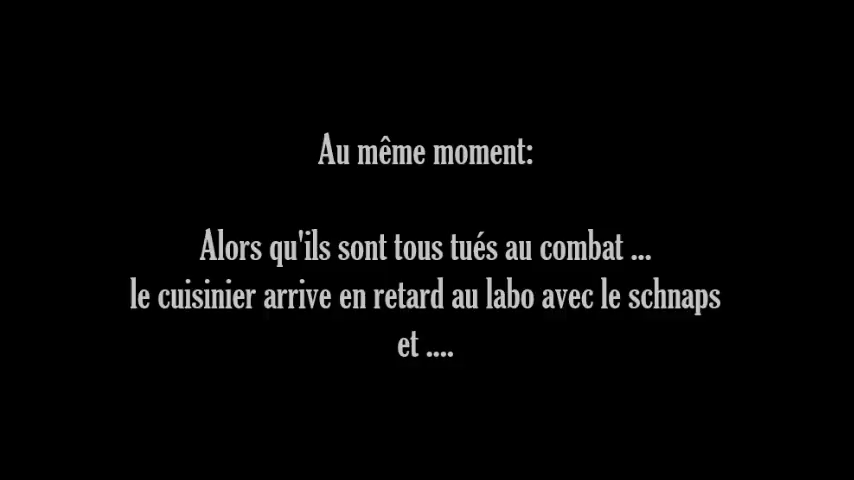 Au même moment:
Alors qu'ils sont tous tués au combat ...
le cuisinier arrive en retard au labo avec le schnaps
et ....